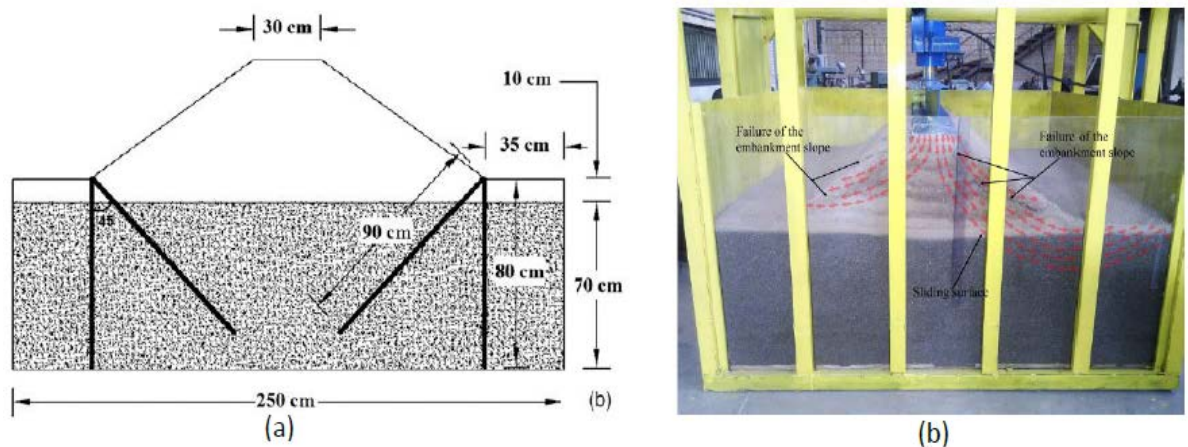 30 cm
10 cm
35 cm
45
90 cm
80 cm
70 cm
250 cm
(b)
(a)
Failure of the
embankment slope
Failure of the
embankment slope
Sliding surface
(b)